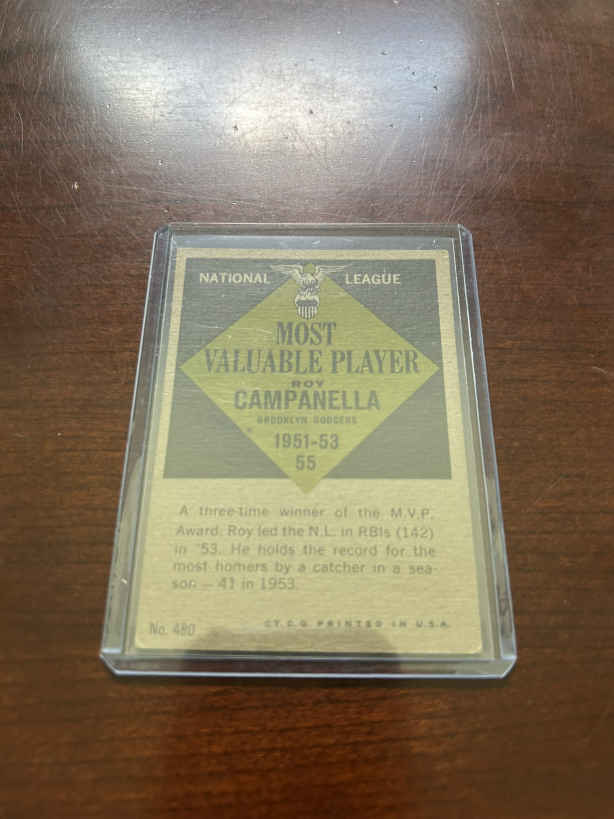 NATIONAL LEAGUE
MOST
VALUABLE PLAYER
ROY
CAMPANELLA
BROOKLYN DODGERS
1951-53
55
A three-time winner of the M.V.P.
Award, Roy led the N.L. in RBIs (142)
in '53. He holds the record for the
most homers by a catcher in a sea-
son — 41 in 1953.
No. 480
©T.C.G. PRINTED IN U.S.A.